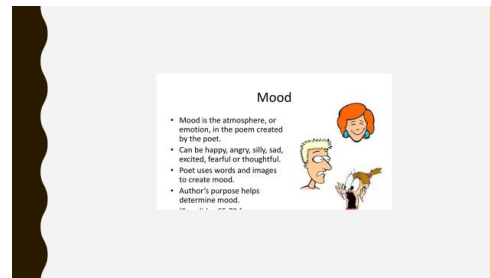 Mood
• Mood is the atmosphere, or
emotion, in the poem created
by the poet.
• Can be happy, angry, silly, sad,
excited, fearful or thoughtful.
• Poet uses words and images
to create mood.
• Author's purpose helps
determine mood.